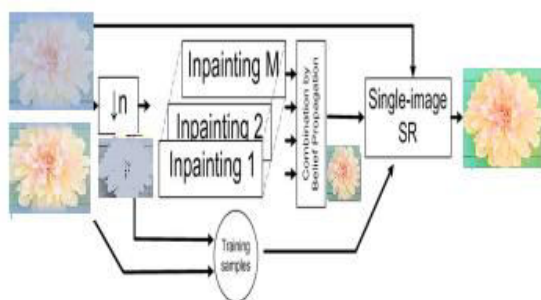 ↓n
Inpainting M
Inpainting 2
Inpainting 1
Combination by
Belief Propagation
Single-image
SR
Training
samples